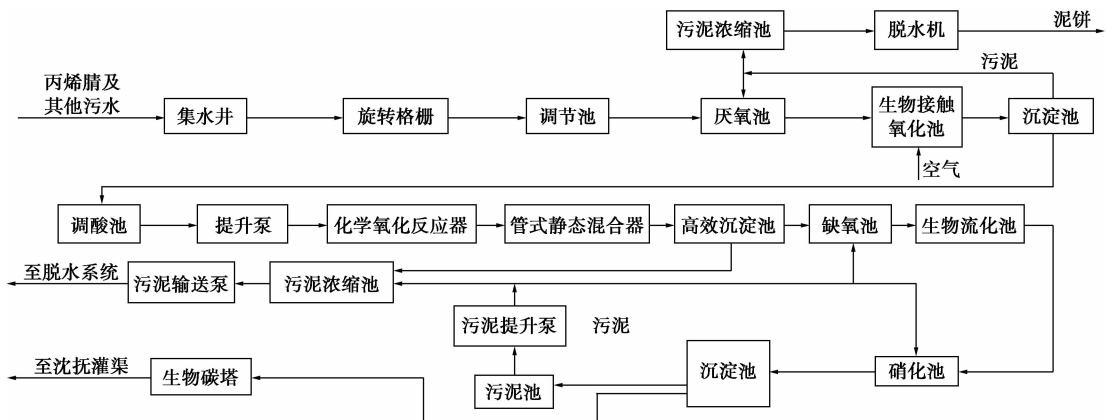 污泥浓缩池
脱水机
泥饼
污泥
丙烯腈及
其他污水
集水井
旋转格栅
调节池
厌氧池
生物接触
氧化池
沉淀池
空气
调酸池
提升泵
化学氧化反应器
管式静态混合器
高效沉淀池
缺氧池
生物流化池
至脱水系统
污泥输送泵
污泥浓缩池
污泥提升泵
污泥
至沈抚灌渠
生物碳塔
污泥池
沉淀池
硝化池